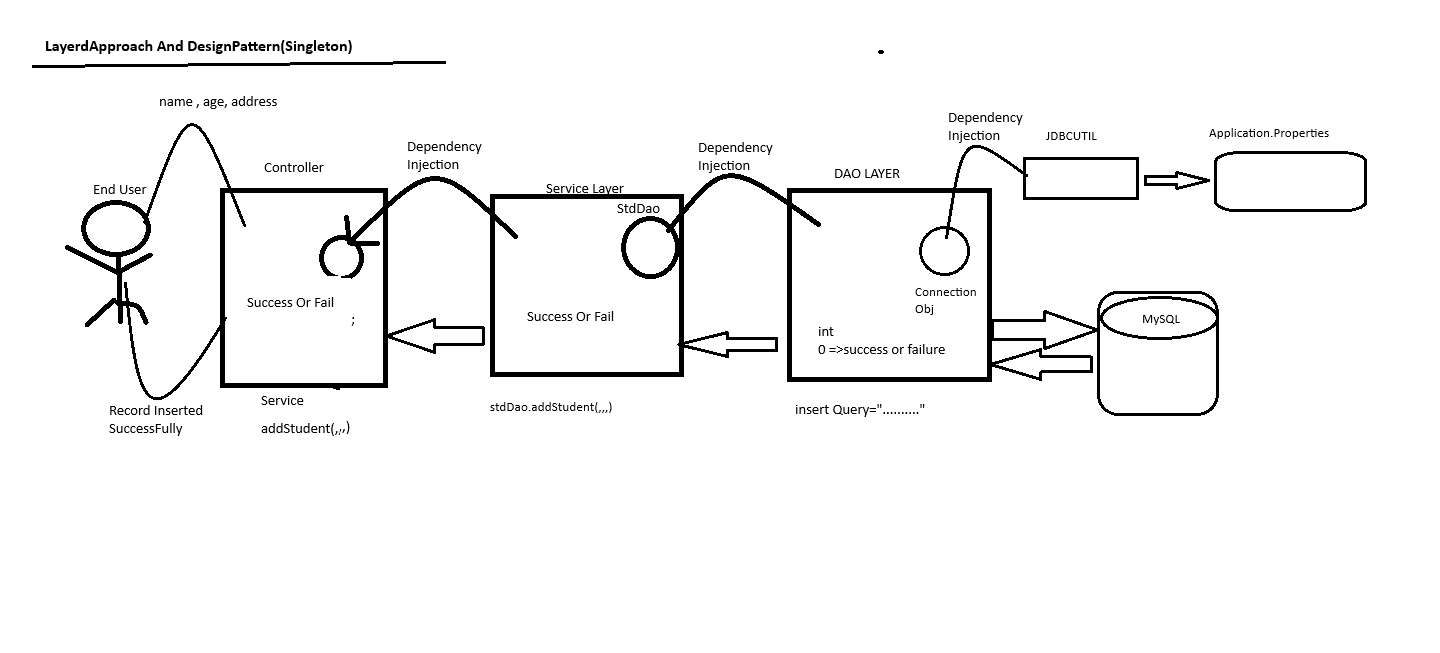 LayerdApproach And DesignPattern(Singleton)
name , age, address
End User
Controller
Dependency
Injection
Service Layer
StdDao
Dependency
Injection
DAO LAYER
Dependency
Injection
JDBCUTIL
Application.Properties
Success Or Fail
;
Success Or Fail
Connection
Obj
int
0 =>success or failure
MySQL
Record Inserted
SuccessFully
Service
addStudent(,,,)
stdDao.addStudent(,,,)
insert Query=".........."